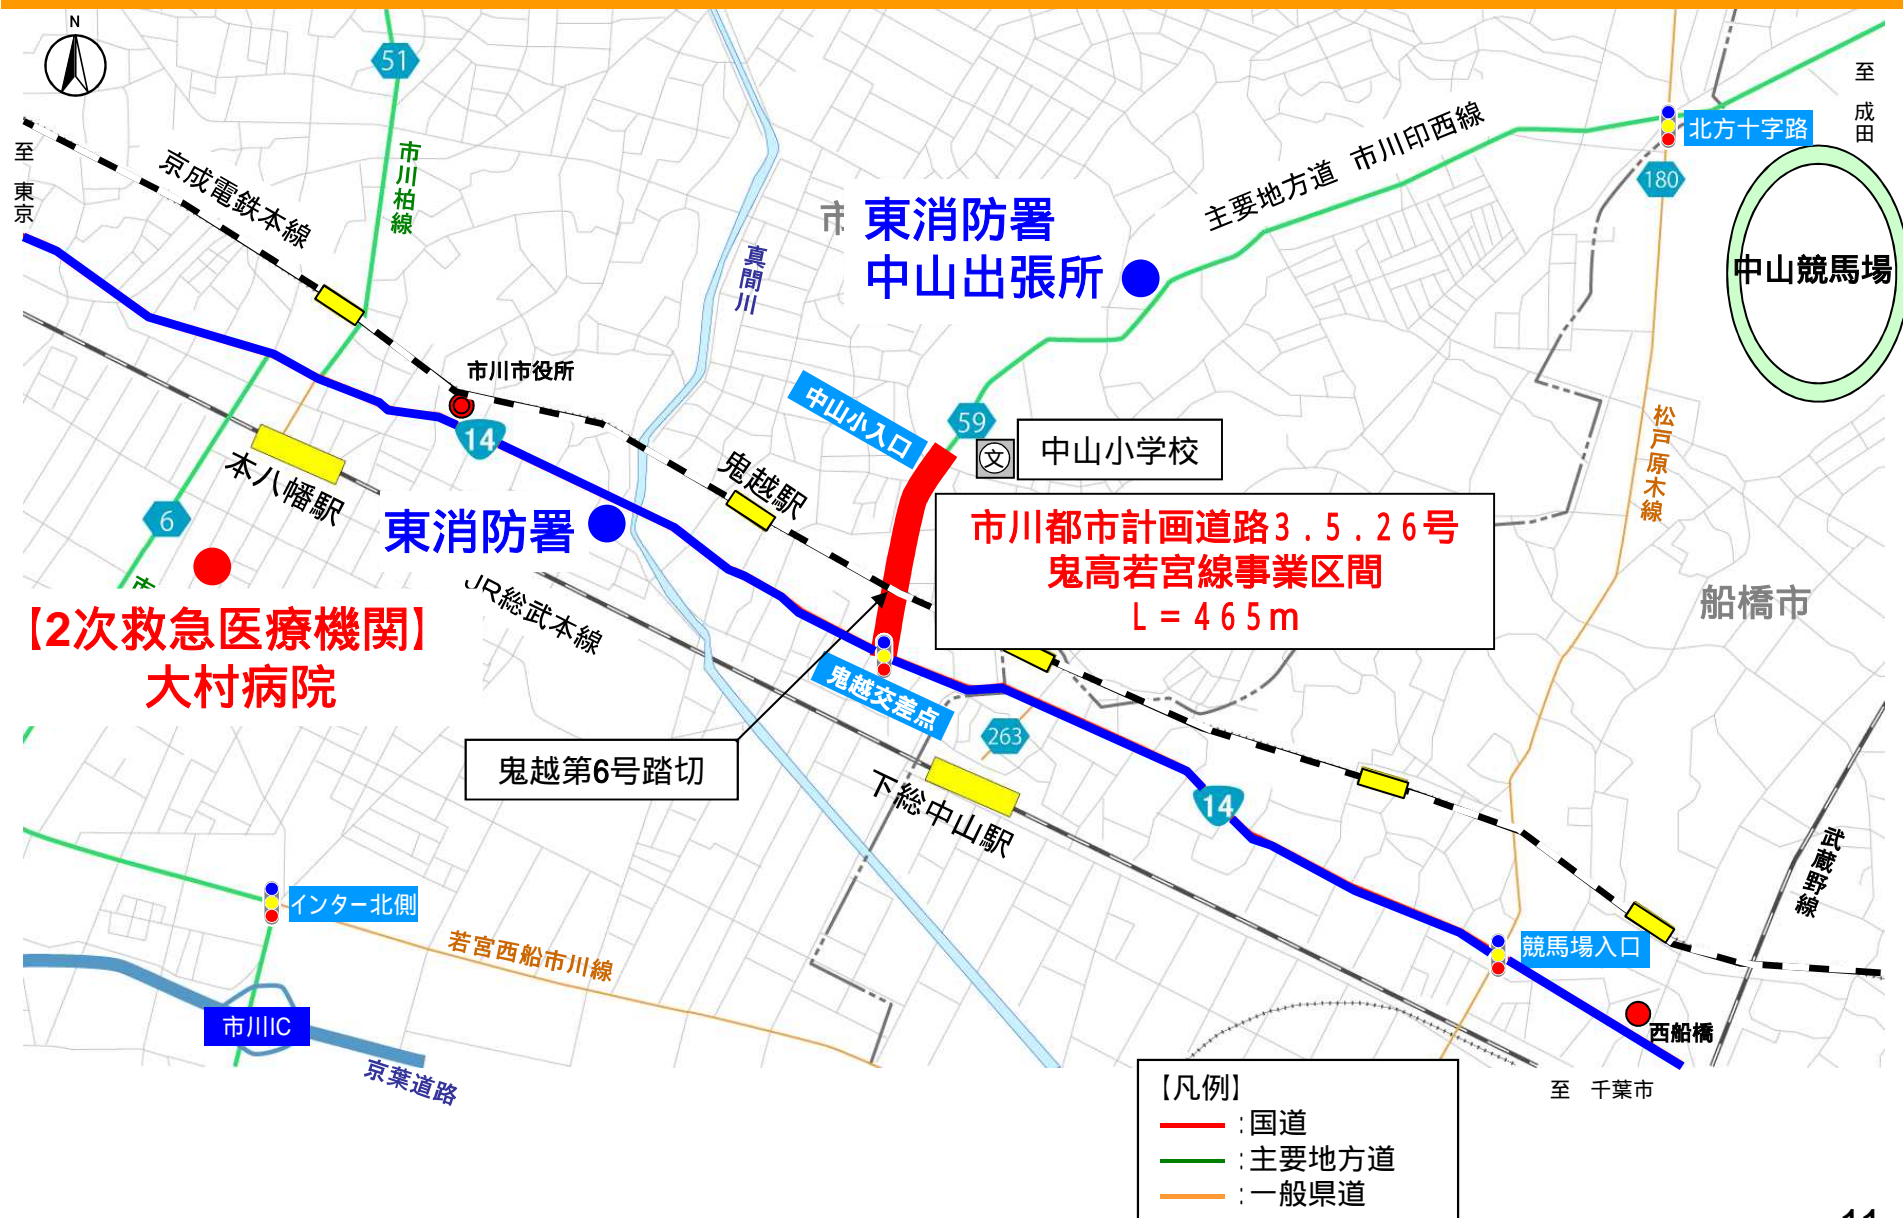 N
51
至 成田
至 東京
京成電鉄本線
市川柏線
主要地方道 市川印西線
北方十字路
180
真間川
市
東消防署
中山出張所
中山競馬場
市川市役所
14
中山小入口
59
文
中山小学校
松戸原木線
本八幡駅
鬼越駅
6
東消防署
市川都市計画道路3.5.26号
鬼高若宮線事業区間
L=465m
船橋市
市
JR総武本線
【2次救急医療機関】
大村病院
鬼越交差点
263
鬼越第6号踏切
下総中山駅
14
武蔵野線
インター北側
若宮西船市川線
競馬場入口
市川IC
西船橋
京葉道路
至 千葉市
【凡例】
:国道
:主要地方道
:一般県道